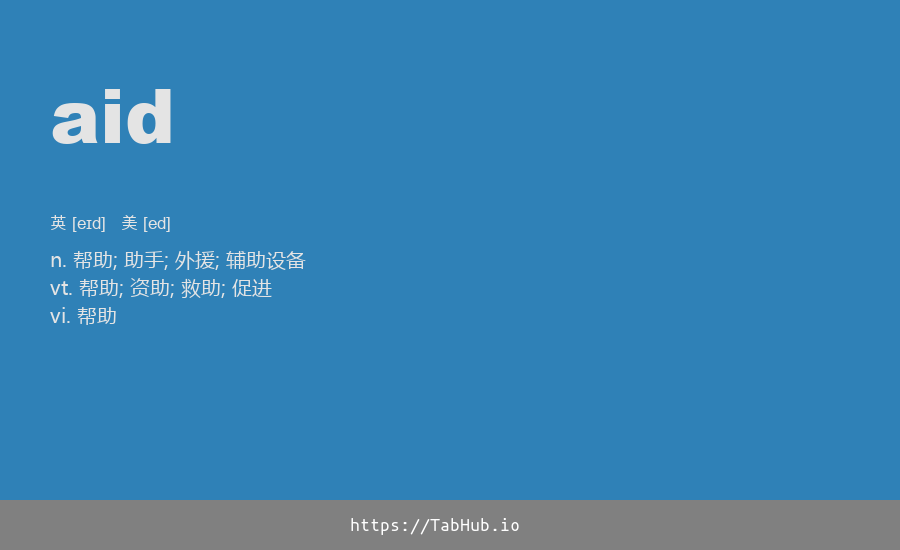 aid
英 [eɪd] 美 [ed]
n. 帮助; 助手; 外援; 辅助设备
vt. 帮助; 资助; 救助; 促进
vi. 帮助
https://TabHub.io